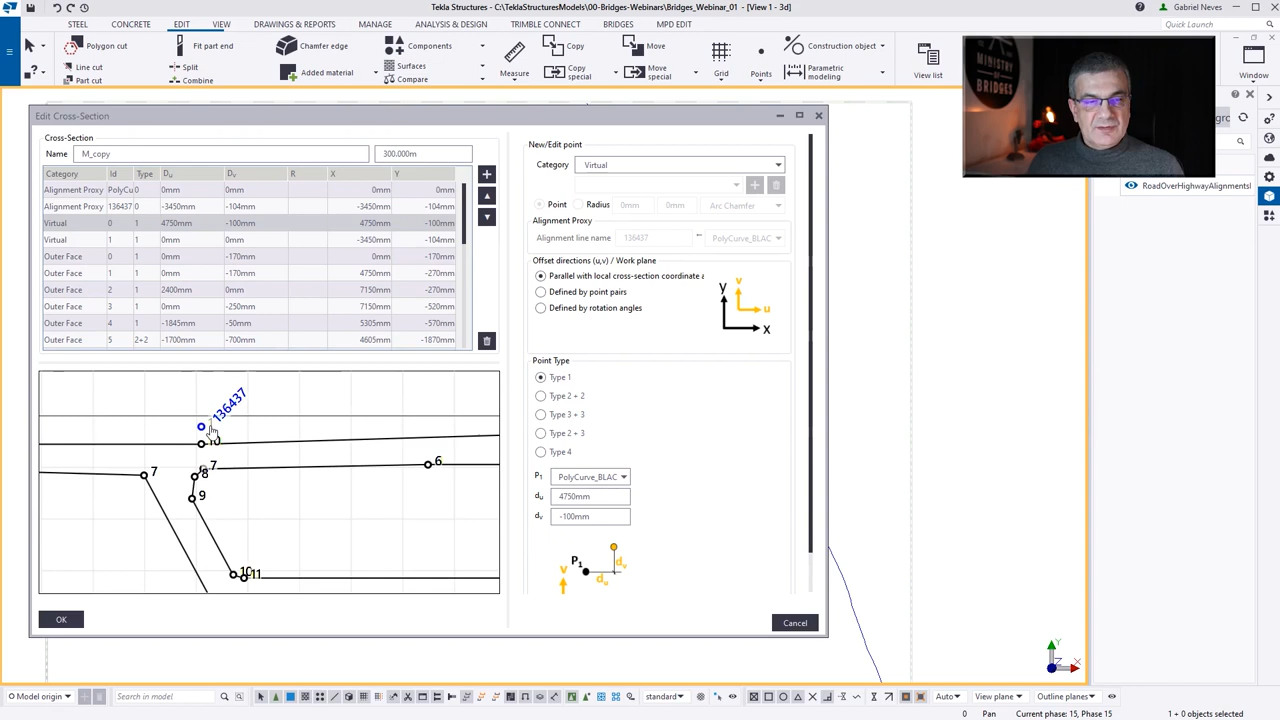 Tekla Structures - C:\TeklaStructuresModels\00-Bridges-Webinars\Bridges_Webinar_01 - [View 1 - 3d]
Gabriel Neves
STEEL CONCRETE EDIT VIEW DRAWINGS & REPORTS MANAGE ANALYSIS & DESIGN TRIMBLE CONNECT BRIDGES MPD EDIT
Quick Launch
Polygon cut
Line cut
Part cut
Fit part end
Split
Combine
Chamfer edge
Added material
Components
Surfaces
Compare
Measure
Copy
Copy special
Move
Move special
Grid
Points
Construction object
Parametric modeling
View list
Window
MINISTRY OF BRIDGES
RoadOverHighwayAlignmentsI
Edit Cross-Section
Cross-Section
Name M_copy 300.000m
Category Id Type Du Dv R X Y
Alignment Proxy PolyCu 0 0mm 0mm 0mm 0mm
Alignment Proxy 136437 0 -3450mm -104mm -3450mm -104mm
Virtual 0 1 4750mm -100mm 4750mm -100mm
Virtual 1 1 0mm 0mm -3450mm -104mm
Outer Face 0 1 0mm -170mm 0mm -170mm
Outer Face 1 1 4750mm -170mm 4750mm -270mm
Outer Face 2 1 2400mm 0mm 7150mm -270mm
Outer Face 3 1 0mm -250mm 7150mm -520mm
Outer Face 4 1 -1845mm -50mm 5305mm -570mm
Outer Face 5 2+2 -1700mm -700mm 4605mm -1870mm
136437
10
7
7
8
6
9
10
11
OK
New/Edit point
Category Virtual
Point Radius 0mm 0mm Arc Chamfer
Alignment Proxy
Alignment line name 136437 PolyCurve_BLAC
Offset directions (u,v) / Work plane
Parallel with local cross-section coordinate a
Defined by point pairs
Defined by rotation angles
y v u x
Point Type
Type 1
Type 2 + 2
Type 3 + 3
Type 2 + 3
Type 4
P1 PolyCurve_BLAC
du 4750mm
dv -100mm
P1 dv du v
Cancel
Y Z X
Model origin
Search in model
standard
Auto
View plane
Outline planes
0 Pan Current phase: 15, Phase 15 1 + 0 objects selected